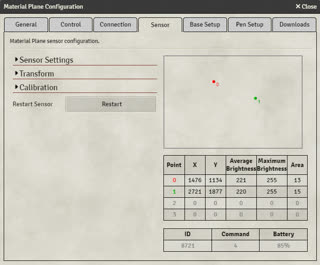 Material Plane Configuration
✕ Close
General
Control
Connection
Sensor
Base Setup
Pen Setup
Downloads
Material Plane sensor configuration.
Sensor Settings
Transform
Calibration
Restart Sensor
Restart
0
1
Point X Y Average Brightness Maximum Brightness Area
0 1476 1134 221 255 13
1 2721 1877 220 255 15
2 0 0 0 0 0
3 0 0 0 0 0
ID Command Battery
8721 4 85%